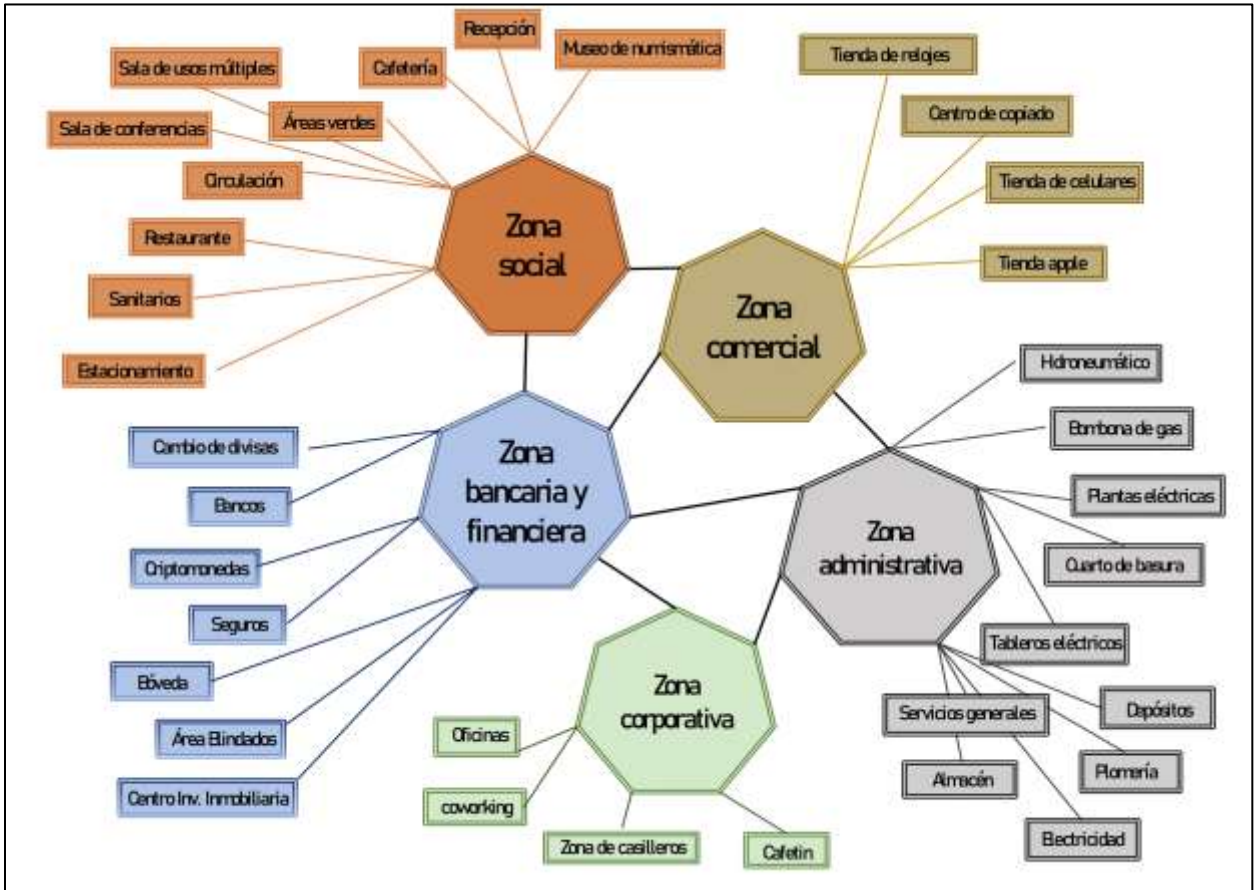 Recepción
Museo de numismática
Cafetería
Sala de usos múltiples
Áreas verdes
Sala de conferencias
Circulación
Restaurante
Sanitarios
Estacionamiento
Zona
social
Tienda de relojes
Centro de copiado
Tienda de celulares
Tienda apple
Zona
comercial
Cambio de divisas
Bancos
Criptomonedas
Seguros
Bóveda
Área Blindados
Centro Inv. Inmobiliaria
Zona
bancaria y
financiera
Hidroneumático
Bombona de gas
Plantas eléctricas
Cuarto de basura
Tableros eléctricos
Depósitos
Servicios generales
Plomería
Almacén
Electricidad
Zona
administrativa
Zona
corporativa
Oficinas
coworking
Zona de casilleros
Cafetin